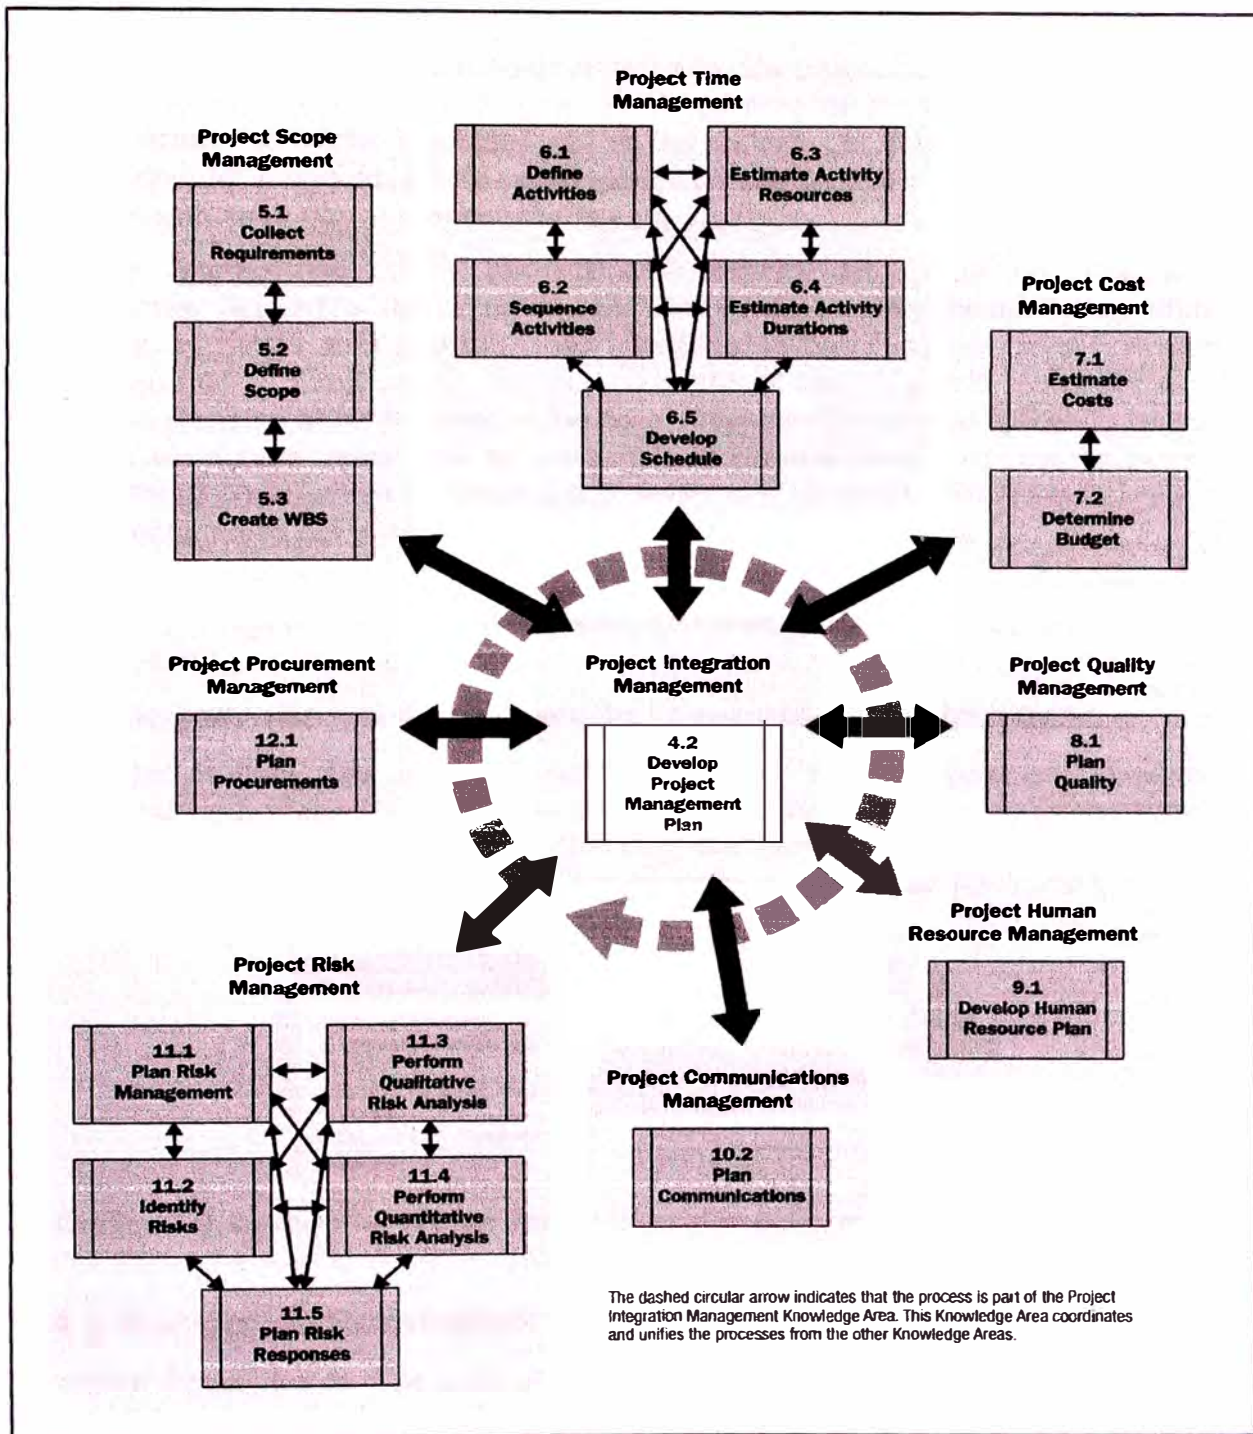 Project Time
Management
Project Scope
Management
6.1
Define
Activities
6.3
Estimate Activity
Resources
5.1
Collect
Requirements
6.2
Sequence
Activities
6.4
Estimate Activity
Durations
Project Cost
Management
5.2
Define
Scope
7.1
Estimate
Costs
6.5
Develop
Schedule
5.3
Create WBS
7.2
Determine
Budget
Project Procurement
Management
Project Integration
Management
Project Quality
Management
12.1
Plan
Procurements
4.2
Develop
Project
Management
Plan
8.1
Plan
Quality
Project Human
Resource Management
Project Risk
Management
9.1
Develop Human
Resource Plan
11.1
Plan Risk
Management
11.3
Perform
Qualitative
Risk Analysis
Project Communications
Management
11.2
Identify
Risks
11.4
Perform
Quantitative
Risk Analysis
10.2
Plan
Communications
11.5
Plan Risk
Responses
The dashed circular arrow indicates that the process is part of the Project
Integration Management Knowledge Area. This Knowledge Area coordinates
and unifies the processes from the other Knowledge Areas.